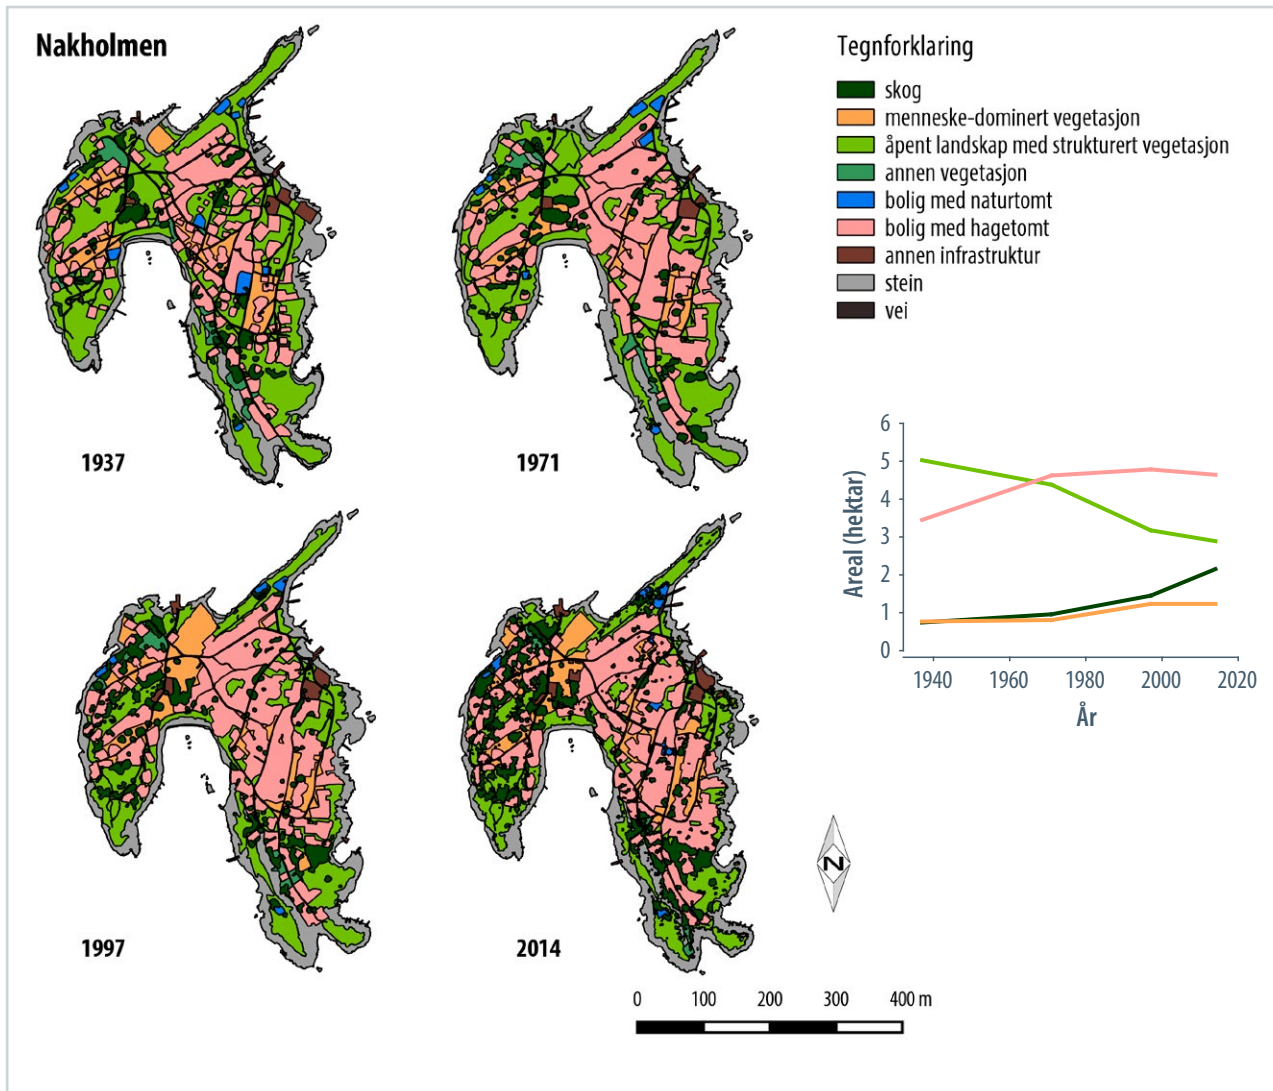 Nakholmen
Tegnforklaring
skog
menneske-dominert vegetasjon
åpent landskap med strukturert vegetasjon
annen vegetasjon
bolig med naturtomt
bolig med hagetomt
annen infrastruktur
stein
vei
1937
1971
6
5
4
3
2
1
0
Areal (hektar)
1940 1960 1980 2000 2020
År
N
1997
2014
0 100 200 300 400 m